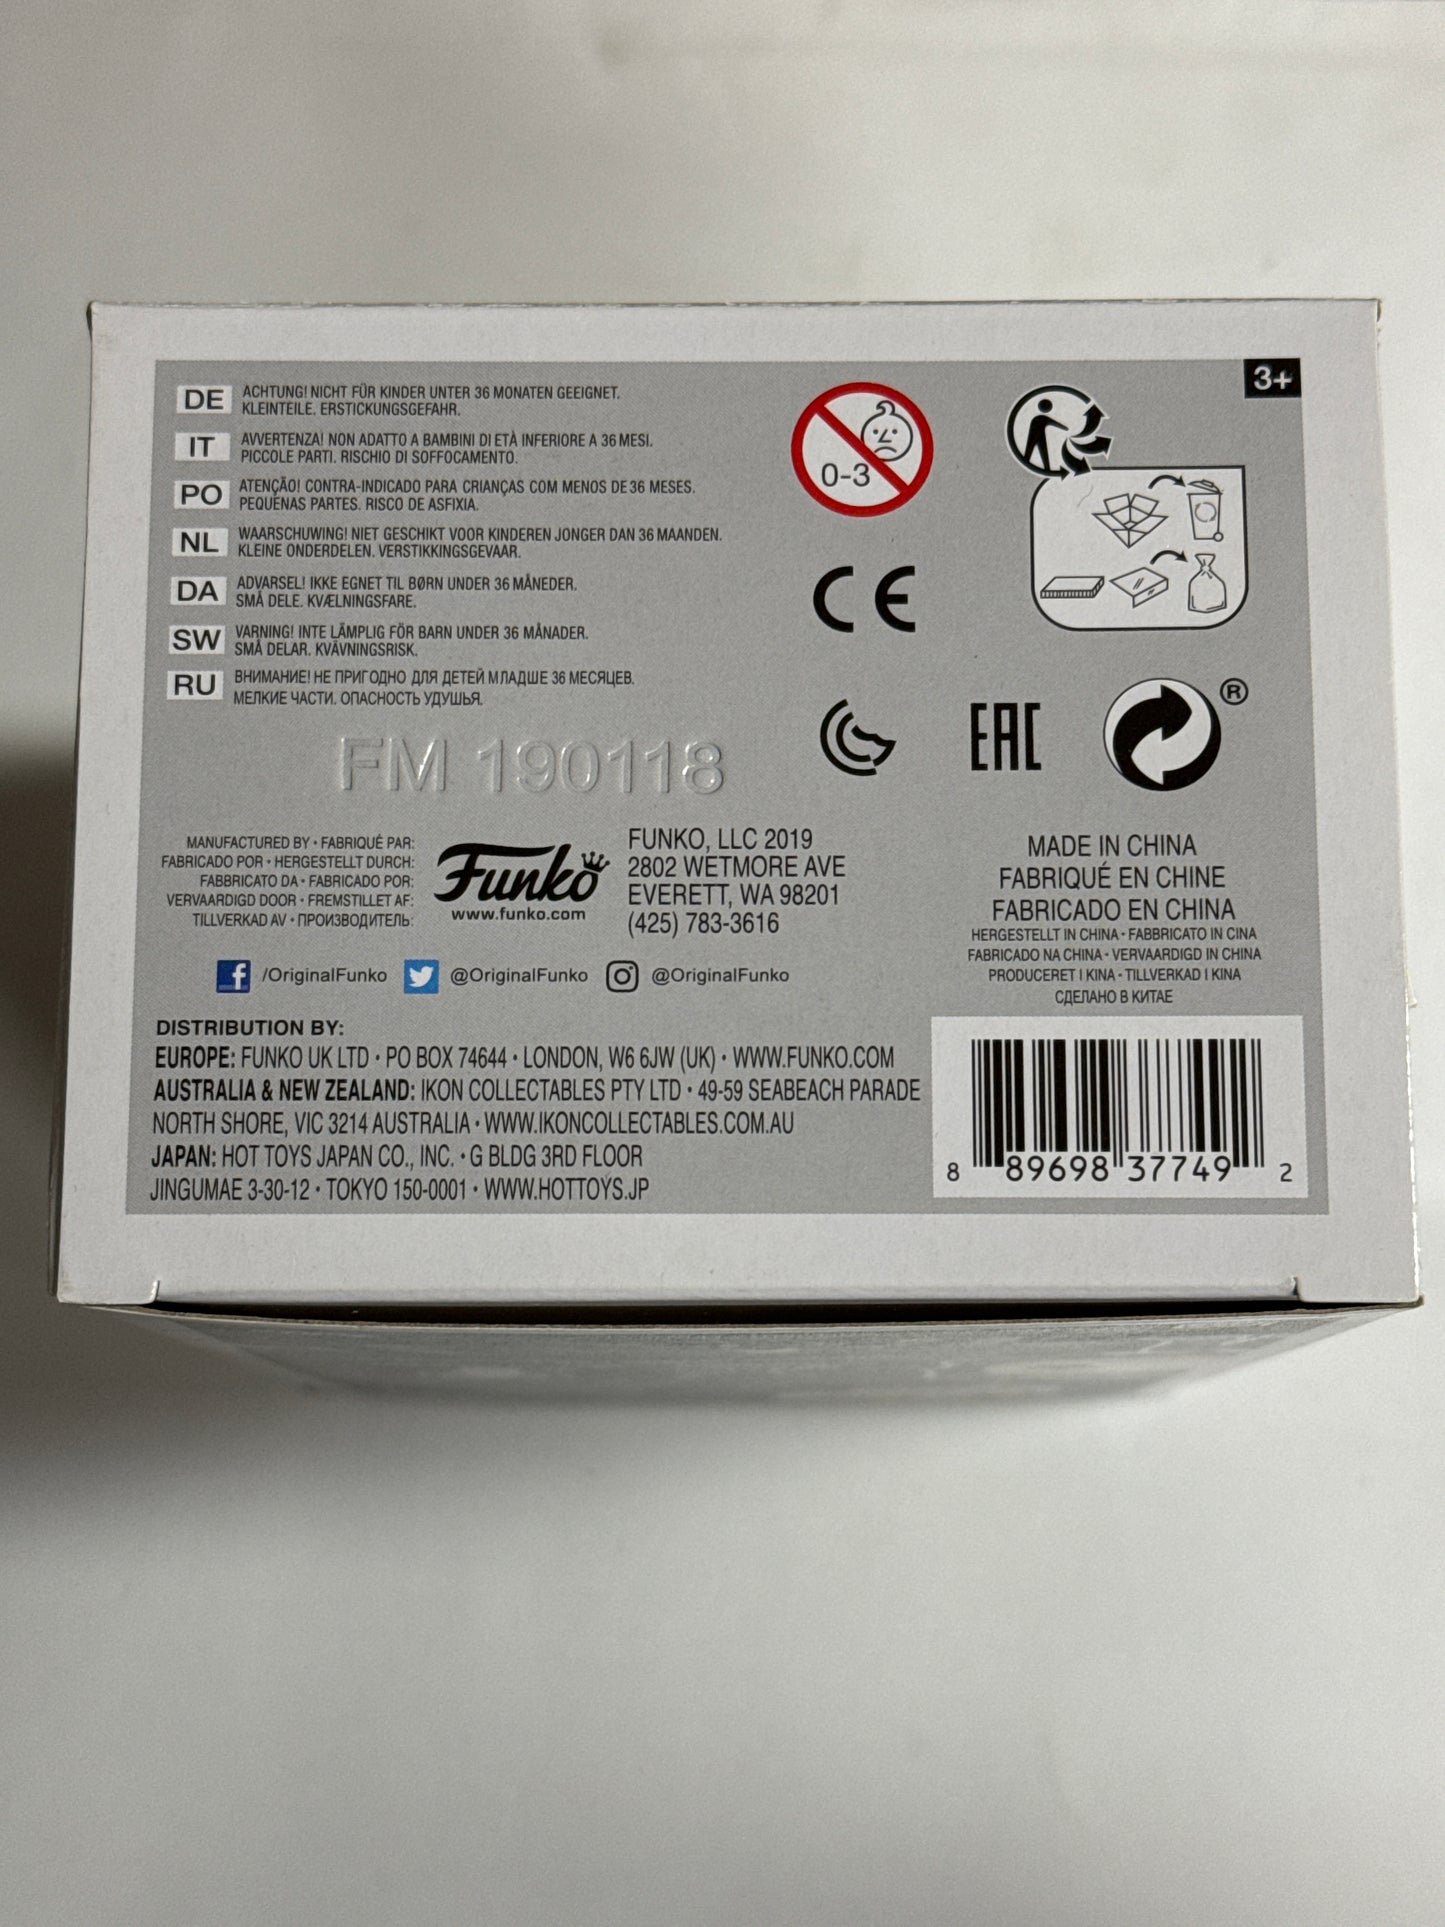 3+
DE ACHTUNG! NICHT FÜR KINDER UNTER 36 MONATEN GEEIGNET.
KLEINTEILE. ERSTICKUNGSGEFAHR.
IT AVVERTENZA! NON ADATTO A BAMBINI DI ETÀ INFERIORE A 36 MESI.
PICCOLE PARTI. RISCHIO DI SOFFOCAMENTO.
PO ATENÇÃO! CONTRA-INDICADO PARA CRIANÇAS COM MENOS DE 36 MESES.
PEQUENAS PARTES. RISCO DE ASFIXIA.
NL WAARSCHUWING! NIET GESCHIKT VOOR KINDEREN JONGER DAN 36 MAANDEN.
KLEINE ONDERDELEN. VERSTIKKINGSGEVAAR.
DA ADVARSEL! IKKE EGNET TIL BØRN UNDER 36 MÅNEDER.
SMÅ DELE. KVÆLNINGSFARE.
SW VARNING! INTE LÄMPLIG FÖR BARN UNDER 36 MÅNADER.
SMÅ DELAR. KVÄVNINGSRISK.
RU ВНИМАНИЕ! НЕ ПРИГОДНО ДЛЯ ДЕТЕЙ МЛАДШЕ 36 МЕСЯЦЕВ.
МЕЛКИЕ ЧАСТИ. ОПАСНОСТЬ УДУШЬЯ.
0-3
CE
EAC
®
FM 190118
MANUFACTURED BY • FABRIQUÉ PAR:
FABRICADO POR • HERGESTELLT DURCH:
FABBRICATO DA • FABRICADO POR:
VERVAARDIGD DOOR • FREMSTILLET AF:
TILLVERKAD AV • ПРОИЗВОДИТЕЛЬ:
Funko
www.funko.com
FUNKO, LLC 2019
2802 WETMORE AVE
EVERETT, WA 98201
(425) 783-3616
MADE IN CHINA
FABRIQUÉ EN CHINE
FABRICADO EN CHINA
HERGESTELLT IN CHINA • FABBRICATO IN CINA
FABRICADO NA CHINA • VERVAARDIGD IN CHINA
PRODUCERET I KINA • TILLVERKAD I KINA
СДЕЛАНО В КИТАЕ
f /OriginalFunko @OriginalFunko @OriginalFunko
DISTRIBUTION BY:
EUROPE: FUNKO UK LTD • PO BOX 74644 • LONDON, W6 6JW (UK) • WWW.FUNKO.COM
AUSTRALIA & NEW ZEALAND: IKON COLLECTABLES PTY LTD • 49-59 SEABEACH PARADE
NORTH SHORE, VIC 3214 AUSTRALIA • WWW.IKONCOLLECTABLES.COM.AU
JAPAN: HOT TOYS JAPAN CO., INC. • G BLDG 3RD FLOOR
JINGUMAE 3-30-12 • TOKYO 150-0001 • WWW.HOTTOYS.JP
8 89698 37749 2